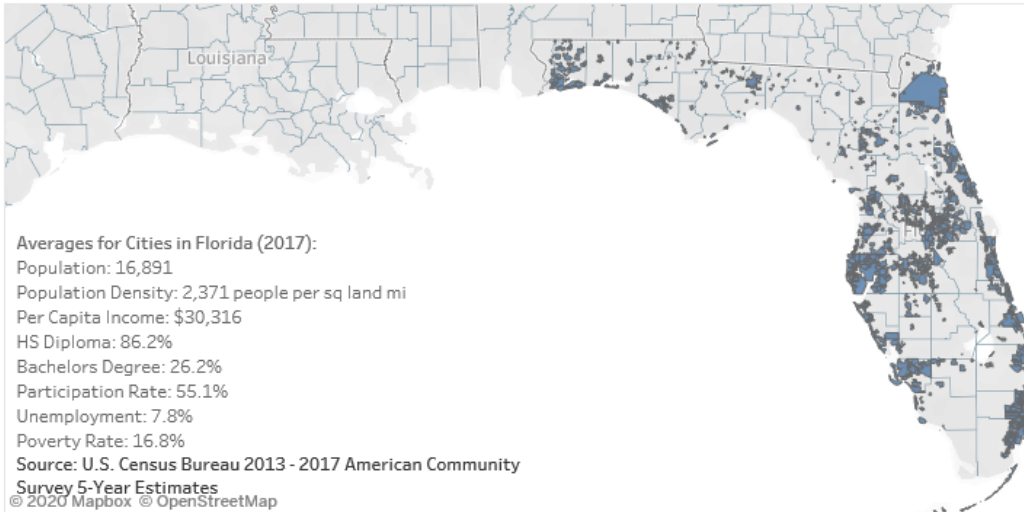 Louisiana
Averages for Cities in Florida (2017):
Population: 16,891
Population Density: 2,371 people per sq land mi
Per Capita Income: $30,316
HS Diploma: 86.2%
Bachelors Degree: 26.2%
Participation Rate: 55.1%
Unemployment: 7.8%
Poverty Rate: 16.8%
Source: U.S. Census Bureau 2013 - 2017 American Community
Survey 5-Year Estimates
© 2020 Mapbox © OpenStreetMap